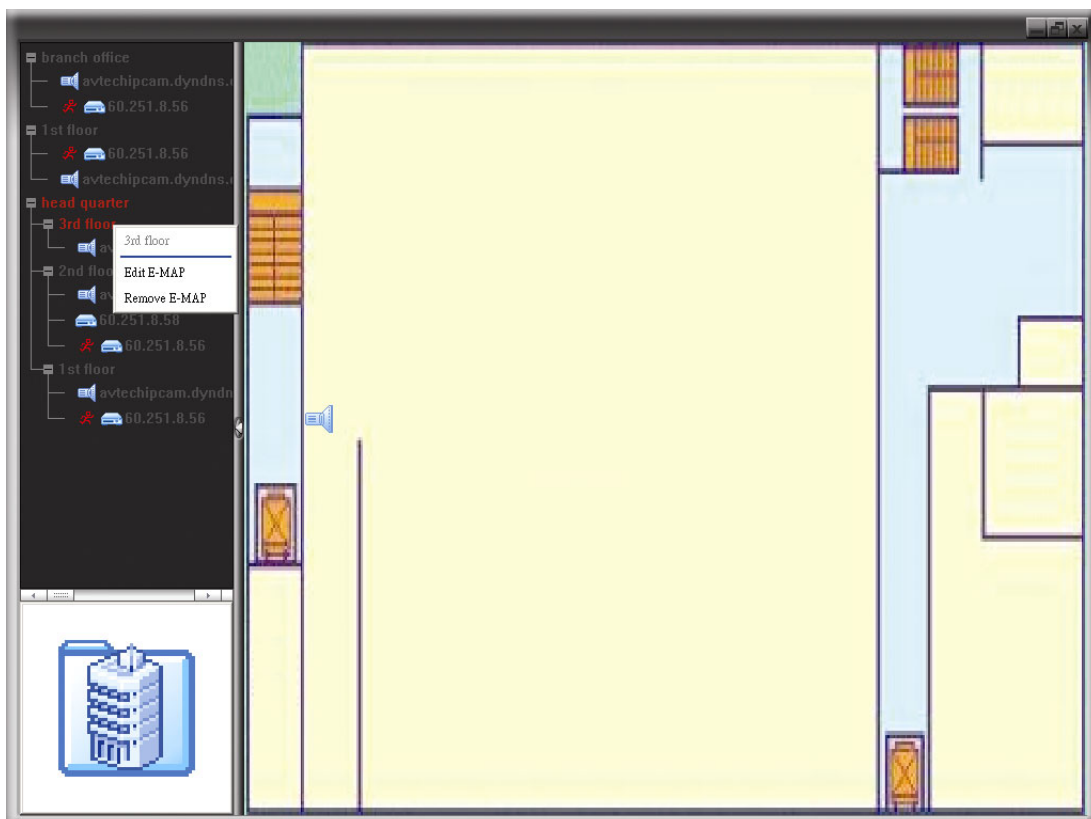 branch office
avtechipcam.dyndns.
60.251.8.56
1st floor
60.251.8.56
avtechipcam.dyndns.
head quarter
3rd floor
3rd floor
Edit E-MAP
Remove E-MAP
2nd floo
60.251.8.58
60.251.8.56
1st floor
avtechipcam.dyndn
60.251.8.56